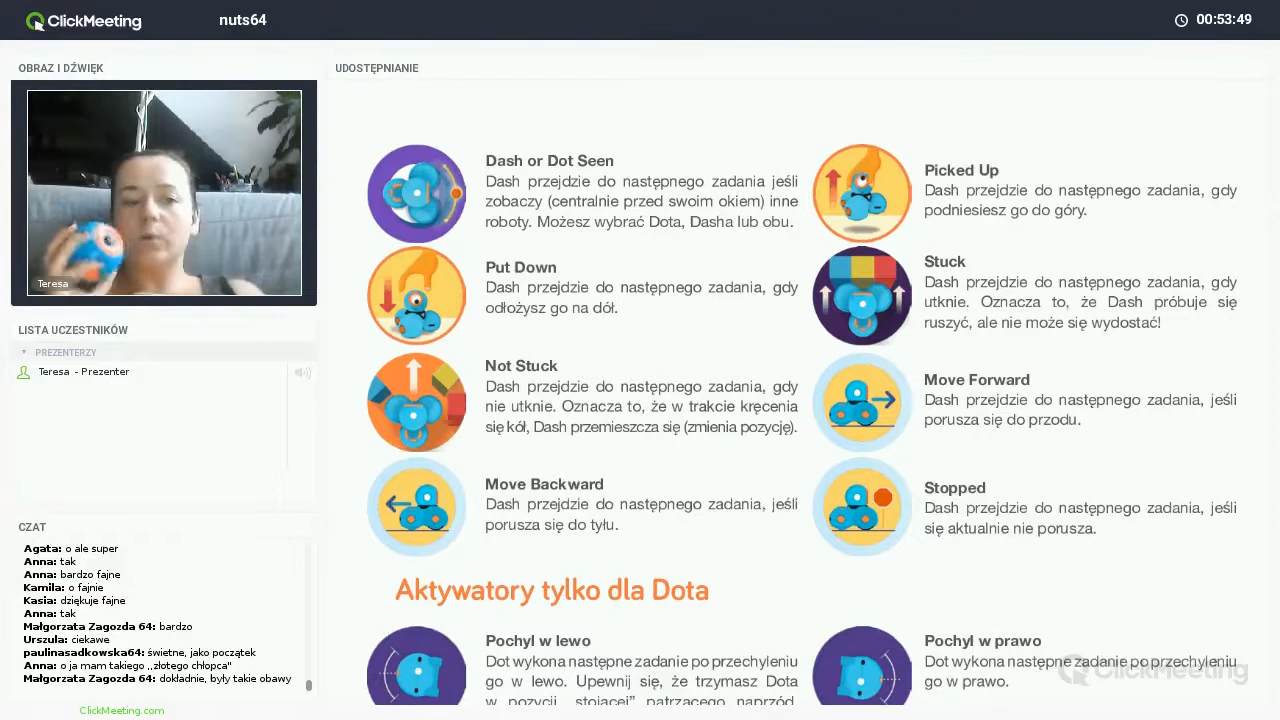 ClickMeeting
nuts64
00:53:49
OBRAZ I DŹWIĘK
Teresa
LISTA UCZESTNIKÓW
PREZENTERZY
Teresa - Prezenter
CZAT
Agata: o ale super
Anna: tak
Anna: bardzo fajne
Kamila: o fajnie
Kasia: dziękuje fajne
Anna: tak
Małgorzata Zagozda 64: bardzo
Urszula: ciekawe
paulinasadkowska64: świetne, jako początek
Anna: o ja mam takiego ,,złotego chłopca"
Małgorzata Zagozda 64: dokładnie, były takie obawy
ClickMeeting.com
UDOSTĘPNIANIE
Dash or Dot Seen
Dash przejdzie do następnego zadania jeśli
zobaczy (centralnie przed swoim okiem) inne
roboty. Możesz wybrać Dota, Dasha lub obu.
Picked Up
Dash przejdzie do następnego zadania, gdy
podniesiesz go do góry.
Put Down
Dash przejdzie do następnego zadania, gdy
odłożysz go na dół.
Stuck
Dash przejdzie do następnego zadania, gdy
utknie. Oznacza to, że Dash próbuje się
ruszyć, ale nie może się wydostać!
Not Stuck
Dash przejdzie do następnego zadania, gdy
nie utknie. Oznacza to, że w trakcie kręcenia
się kół, Dash przemieszcza się (zmienia pozycję).
Move Forward
Dash przejdzie do następnego zadania, jeśli
porusza się do przodu.
Move Backward
Dash przejdzie do następnego zadania, jeśli
porusza się do tyłu.
Stopped
Dash przejdzie do następnego zadania, jeśli
się aktualnie nie porusza.
Aktywatory tylko dla Dota
Pochyl w lewo
Dot wykona następne zadanie po przechyleniu
go w lewo. Upewnij się, że trzymasz Dota
w pozycji „stojącej” patrzącego naprzód.
Pochyl w prawo
Dot wykona następne zadanie po przechyleniu
go w prawo.
ClickMeeting